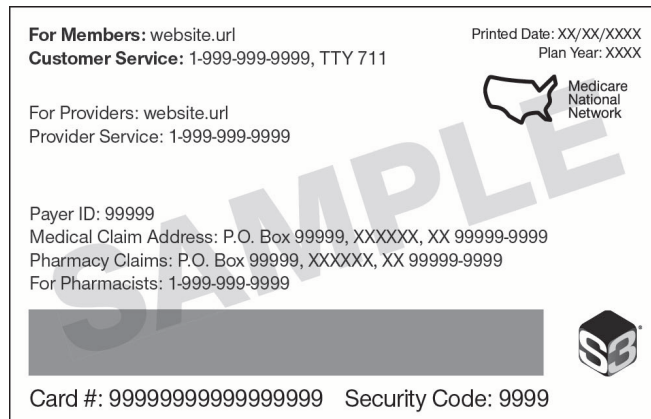 For Members: website.url
Customer Service: 1-999-999-9999, TTY 711
Printed Date: XX/XX/XXXX
Plan Year: XXXX
Medicare
National
Network
For Providers: website.url
Provider Service: 1-999-999-9999
Payer ID: 99999
Medical Claim Address: P.O. Box 99999, XXXXXX, XX 99999-9999
Pharmacy Claims: P.O. Box 99999, XXXXXX, XX 99999-9999
For Pharmacists: 1-999-999-9999
SAMPLE
S3
Card #: 99999999999999999 Security Code: 9999